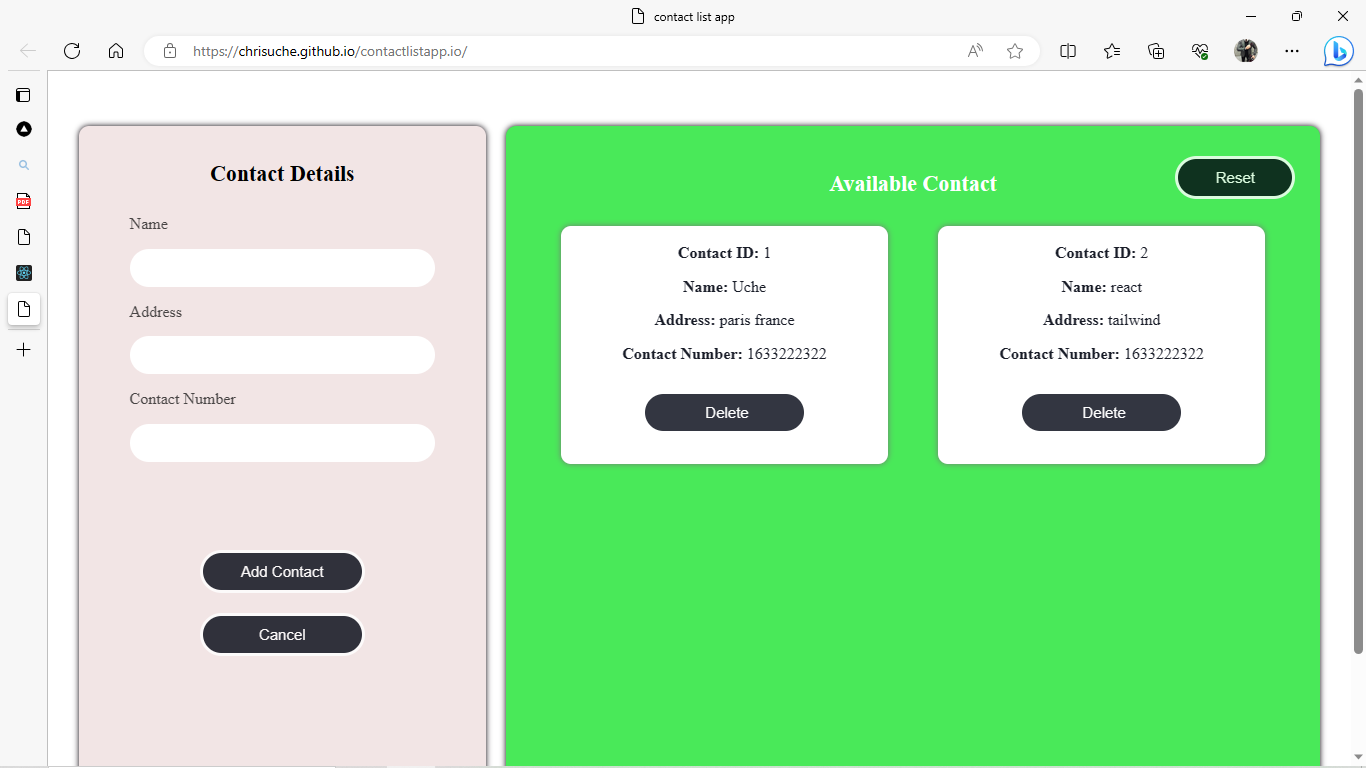 contact list app
https://chrisuche.github.io/contactlistapp.io/
Contact Details
Name
Address
Contact Number
Add Contact
Cancel
Available Contact
Reset
Contact ID: 1
Name: Uche
Address: paris france
Contact Number: 1633222322
Delete
Contact ID: 2
Name: react
Address: tailwind
Contact Number: 1633222322
Delete
PDF